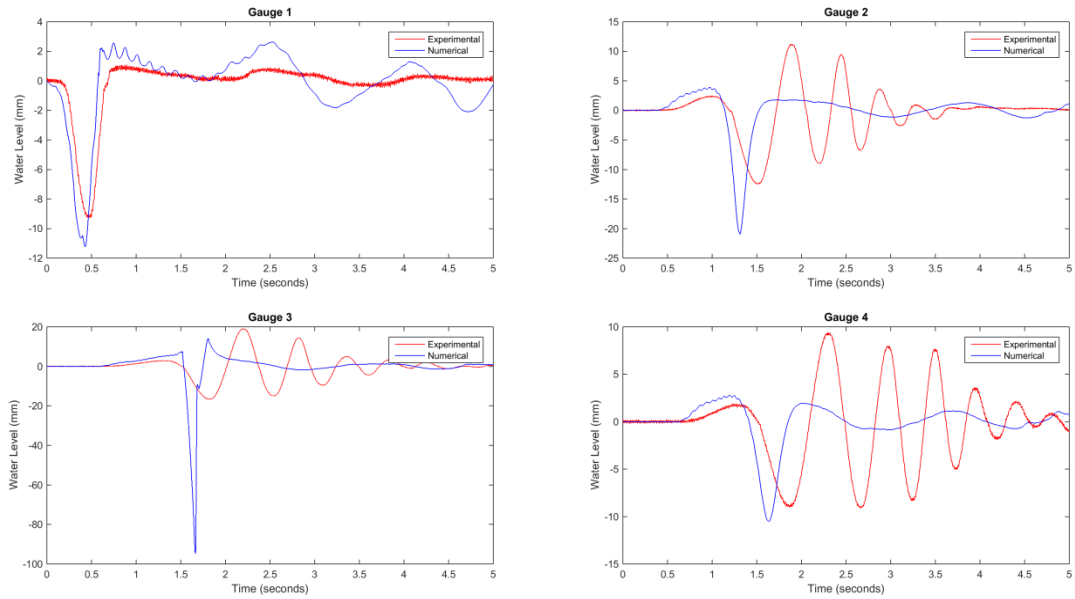 Gauge 1
Water Level (mm)
4
2
0
-2
-4
-6
-8
-10
-12
Experimental
Numerical
0 0.5 1 1.5 2 2.5 3 3.5 4 4.5 5
Time (seconds)
Gauge 2
Water Level (mm)
15
10
5
0
-5
-10
-15
-20
-25
Experimental
Numerical
0 0.5 1 1.5 2 2.5 3 3.5 4 4.5 5
Time (seconds)
Gauge 3
Water Level (mm)
20
0
-20
-40
-60
-80
-100
Experimental
Numerical
0 0.5 1 1.5 2 2.5 3 3.5 4 4.5 5
Time (seconds)
Gauge 4
Water Level (mm)
10
5
0
-5
-10
-15
Experimental
Numerical
0 0.5 1 1.5 2 2.5 3 3.5 4 4.5 5
Time (seconds)